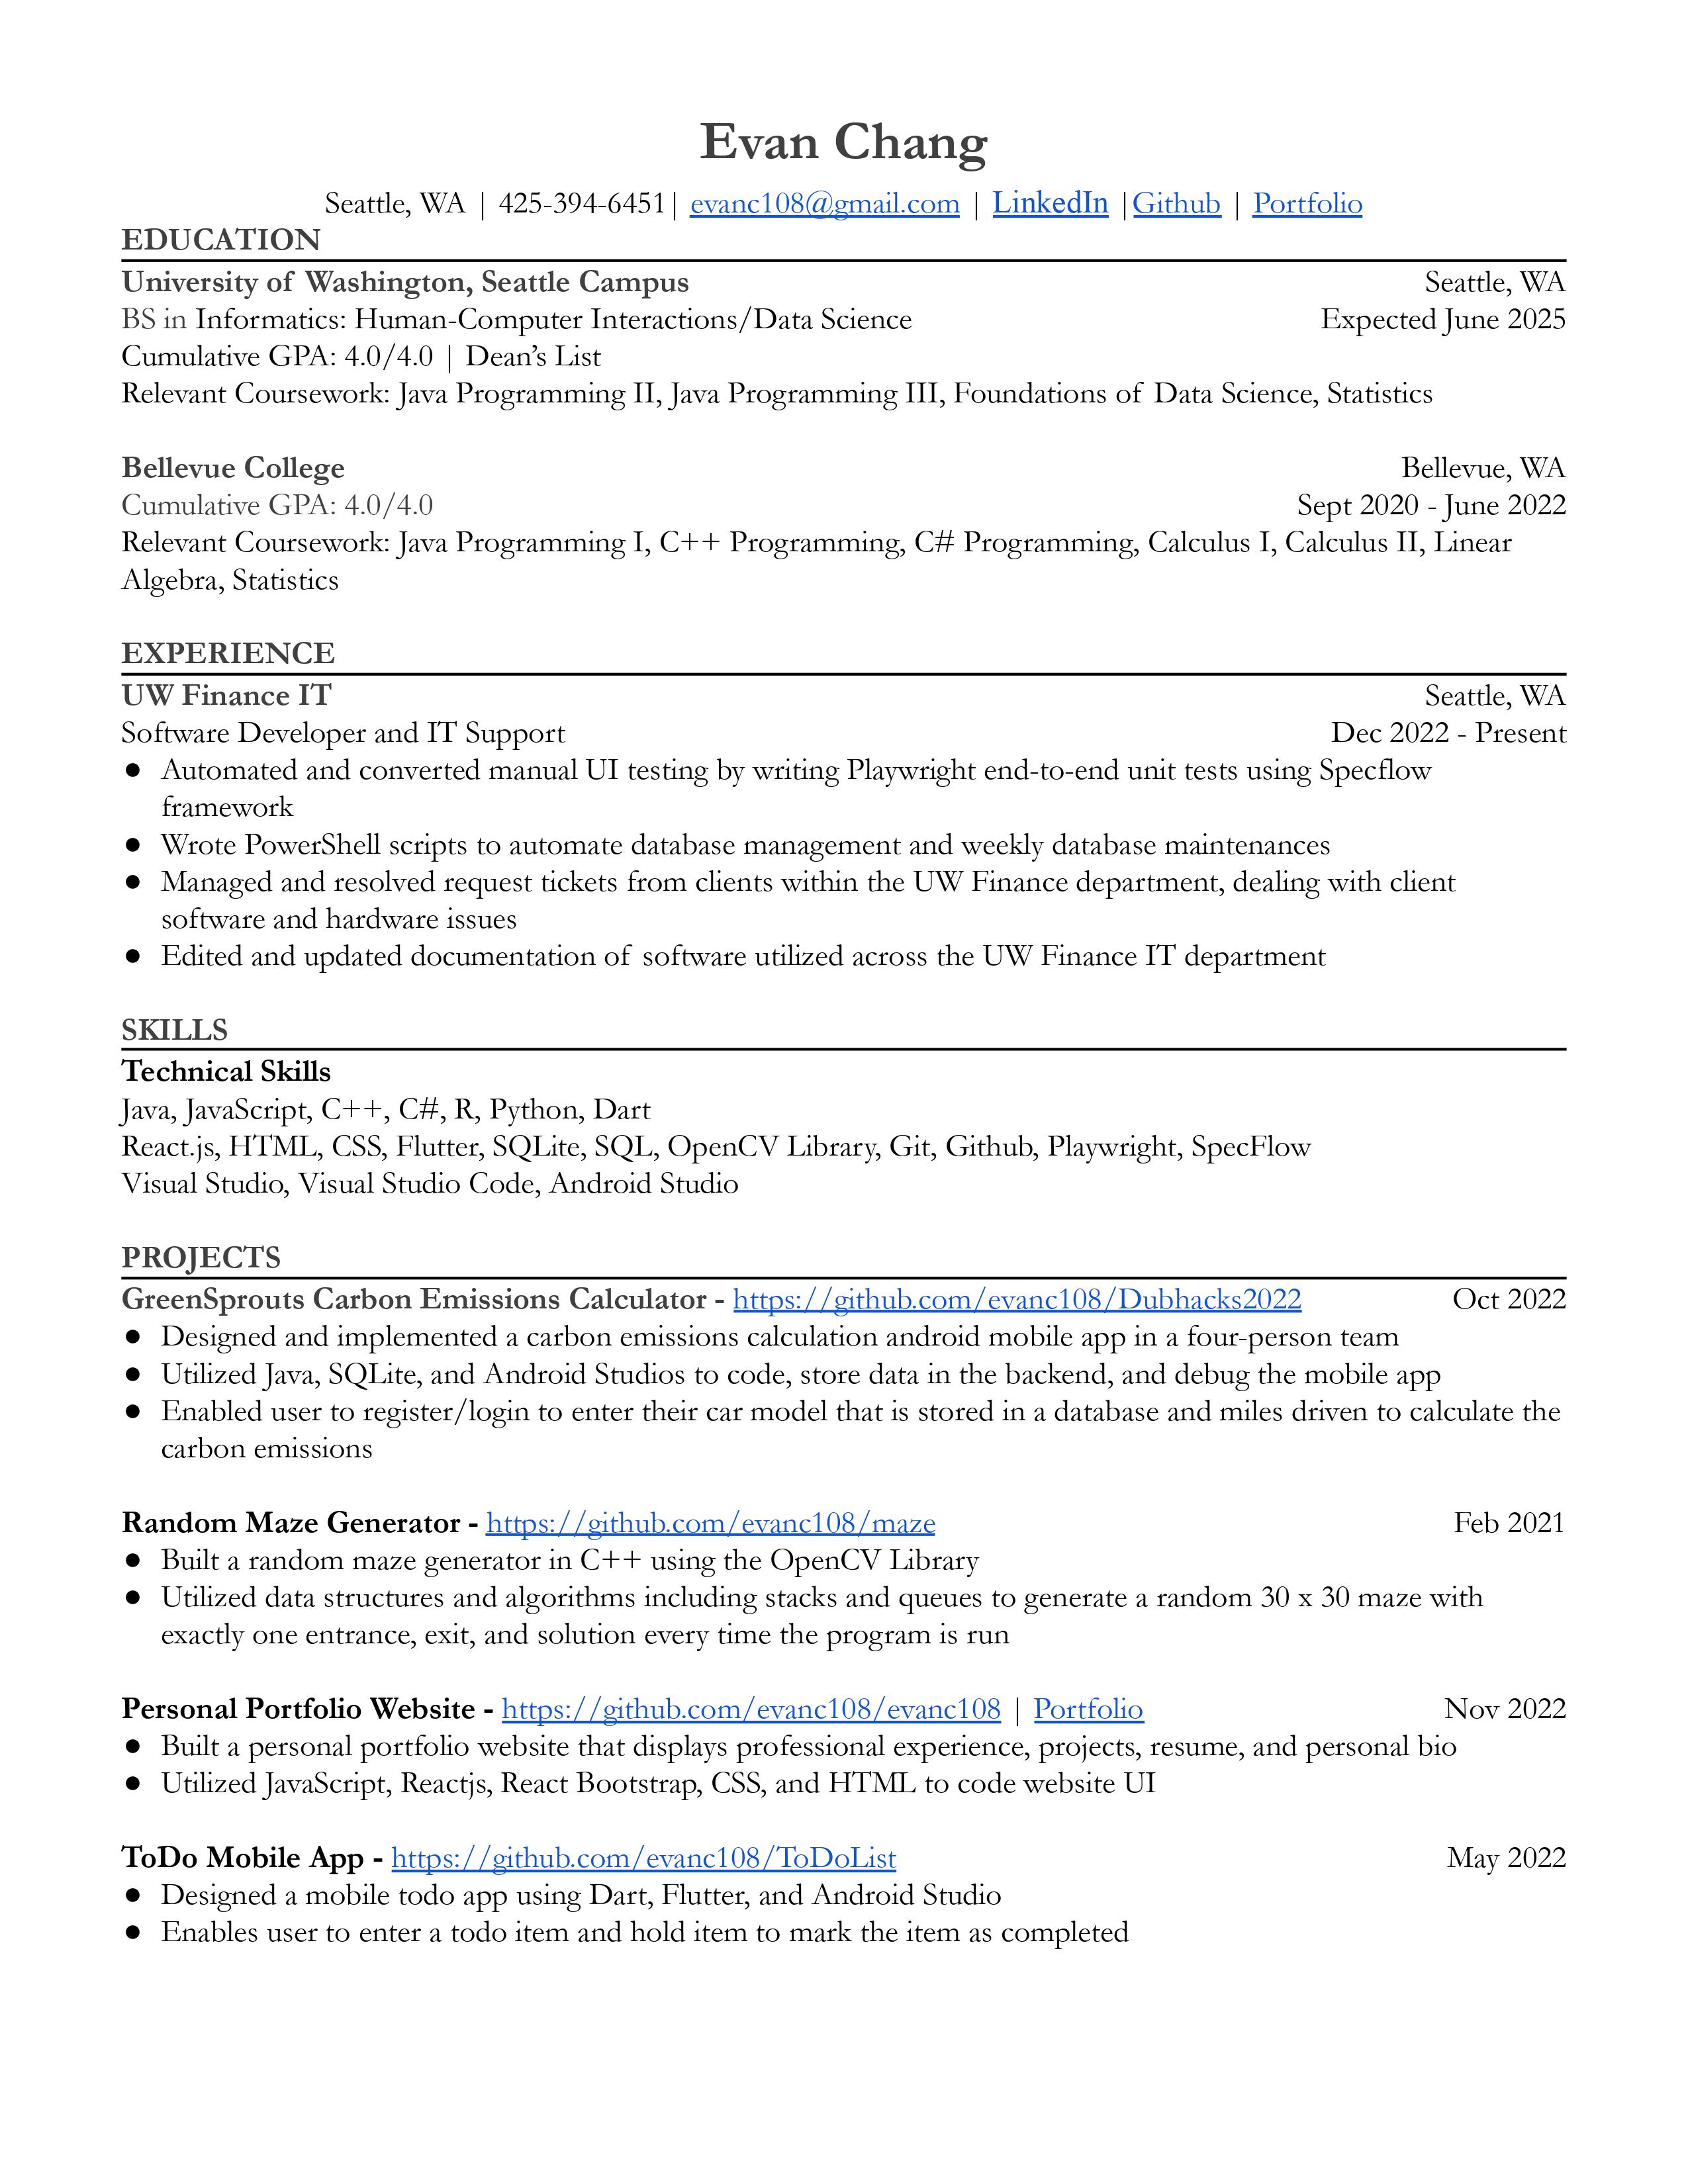 Evan Chang
Seattle, WA | 425-394-6451| evanc108@gmail.com | LinkedIn |Github | Portfolio
EDUCATION
University of Washington, Seattle Campus Seattle, WA
BS in Informatics: Human-Computer Interactions/Data Science Expected June 2025
Cumulative GPA: 4.0/4.0 | Dean’s List
Relevant Coursework: Java Programming II, Java Programming III, Foundations of Data Science, Statistics
Bellevue College Bellevue, WA
Cumulative GPA: 4.0/4.0 Sept 2020 - June 2022
Relevant Coursework: Java Programming I, C++ Programming, C# Programming, Calculus I, Calculus II, Linear
Algebra, Statistics
EXPERIENCE
UW Finance IT Seattle, WA
Software Developer and IT Support Dec 2022 - Present
● Automated and converted manual UI testing by writing Playwright end-to-end unit tests using Specflow
framework
● Wrote PowerShell scripts to automate database management and weekly database maintenances
● Managed and resolved request tickets from clients within the UW Finance department, dealing with client
software and hardware issues
● Edited and updated documentation of software utilized across the UW Finance IT department
SKILLS
Technical Skills
Java, JavaScript, C++, C#, R, Python, Dart
React.js, HTML, CSS, Flutter, SQLite, SQL, OpenCV Library, Git, Github, Playwright, SpecFlow
Visual Studio, Visual Studio Code, Android Studio
PROJECTS
GreenSprouts Carbon Emissions Calculator - https://github.com/evanc108/Dubhacks2022 Oct 2022
● Designed and implemented a carbon emissions calculation android mobile app in a four-person team
● Utilized Java, SQLite, and Android Studios to code, store data in the backend, and debug the mobile app
● Enabled user to register/login to enter their car model that is stored in a database and miles driven to calculate the
carbon emissions
Random Maze Generator - https://github.com/evanc108/maze Feb 2021
● Built a random maze generator in C++ using the OpenCV Library
● Utilized data structures and algorithms including stacks and queues to generate a random 30 x 30 maze with
exactly one entrance, exit, and solution every time the program is run
Personal Portfolio Website - https://github.com/evanc108/evanc108 | Portfolio Nov 2022
● Built a personal portfolio website that displays professional experience, projects, resume, and personal bio
● Utilized JavaScript, Reactjs, React Bootstrap, CSS, and HTML to code website UI
ToDo Mobile App - https://github.com/evanc108/ToDoList May 2022
● Designed a mobile todo app using Dart, Flutter, and Android Studio
● Enables user to enter a todo item and hold item to mark the item as completed